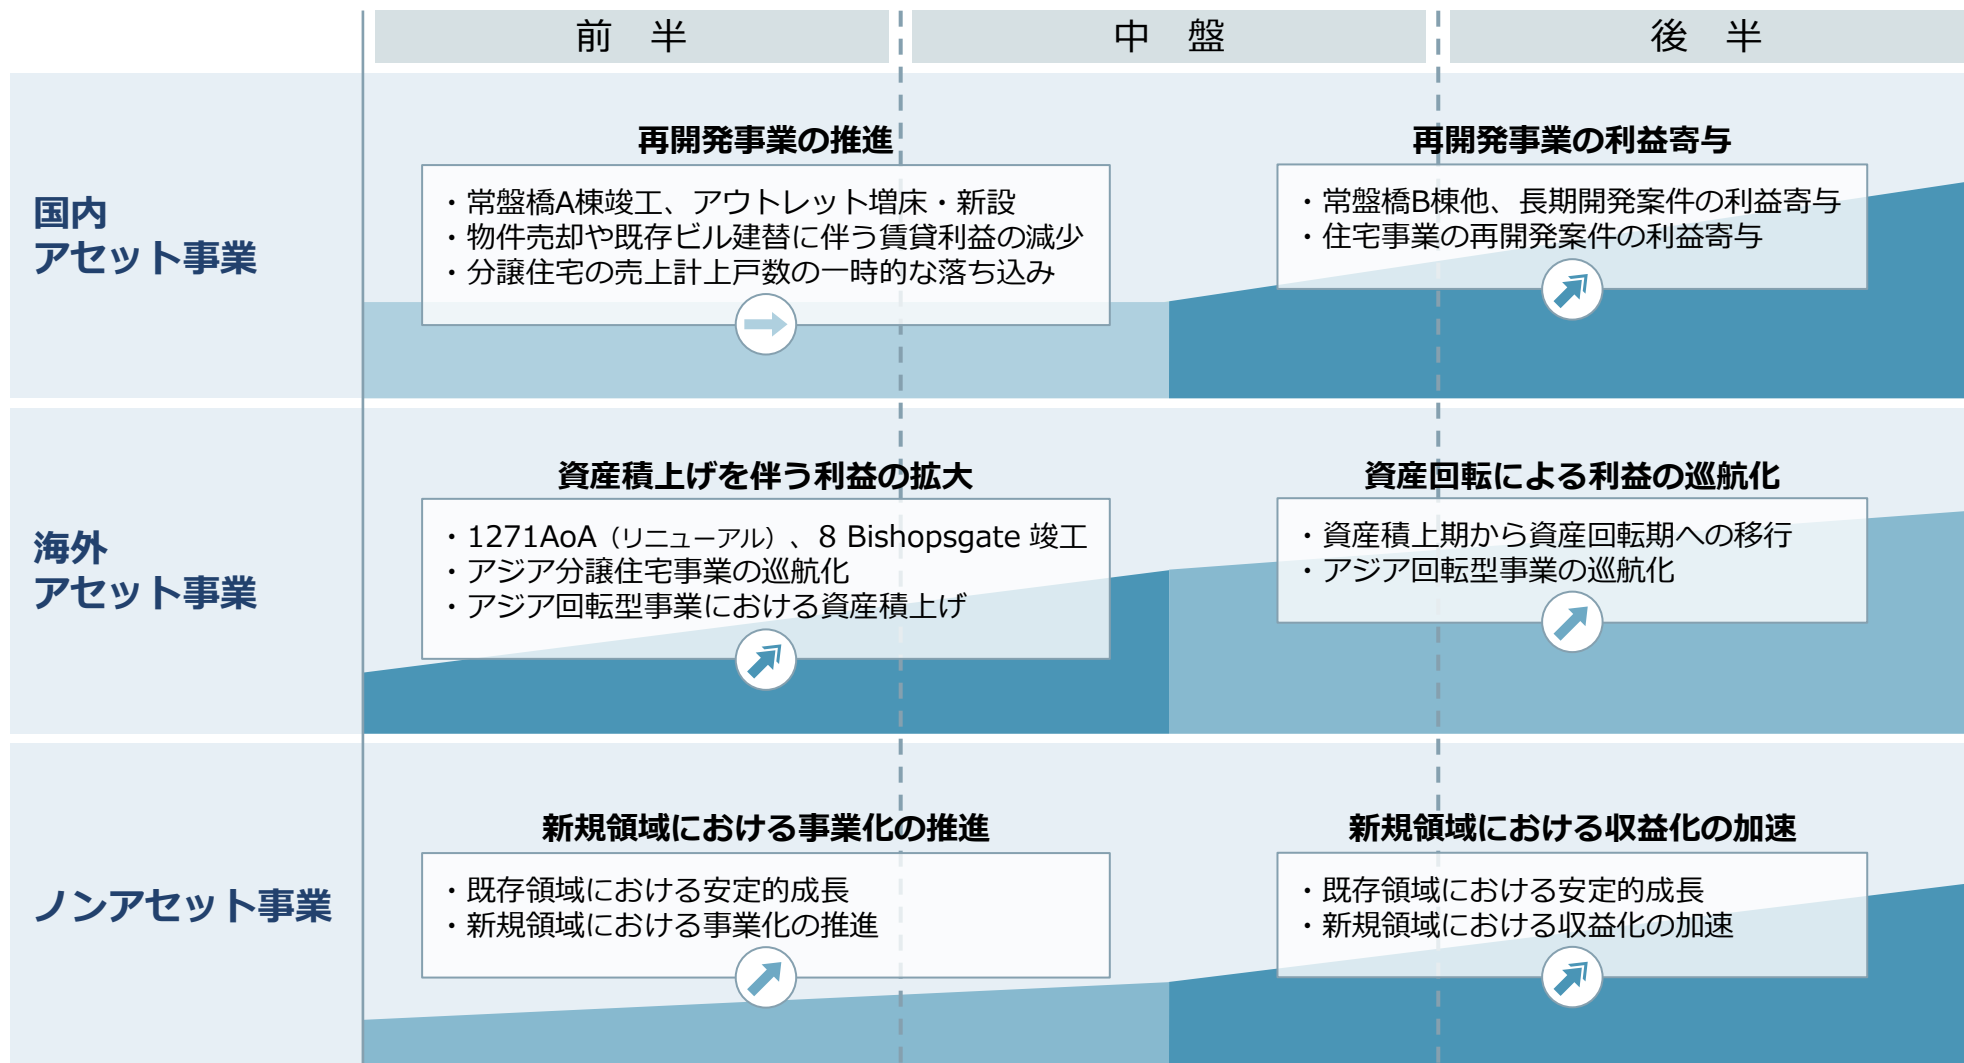 前　半
中　盤
後　半
国内
アセット事業
再開発事業の推進
・常盤橋A棟竣工、アウトレット増床・新設
・物件売却や既存ビル建替に伴う賃貸利益の減少
・分譲住宅の売上計上戸数の一時的な落ち込み
再開発事業の利益寄与
・常盤橋B棟他、長期開発案件の利益寄与
・住宅事業の再開発案件の利益寄与
海外
アセット事業
資産積上げを伴う利益の拡大
・1271AoA（リニューアル）、8 Bishopsgate 竣工
・アジア分譲住宅事業の巡航化
・アジア回転型事業における資産積上げ
資産回転による利益の巡航化
・資産積上期から資産回転期への移行
・アジア回転型事業の巡航化
ノンアセット事業
新規領域における事業化の推進
・既存領域における安定的成長
・新規領域における事業化の推進
新規領域における収益化の加速
・既存領域における安定的成長
・新規領域における収益化の加速